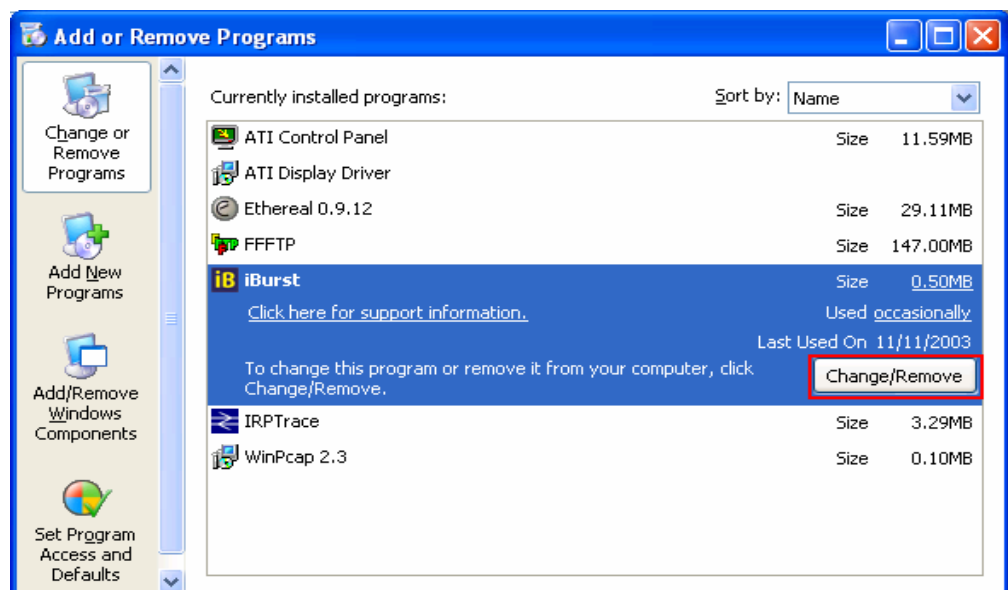 Add or Remove Programs
Change or
Remove
Programs
Add New
Programs
Add/Remove
Windows
Components
Set Program
Access and
Defaults
Currently installed programs:
Sort by: Name
ATI Control Panel Size 11.59MB
ATI Display Driver
Ethereal 0.9.12 Size 29.11MB
FFFTP Size 147.00MB
iB iBurst Size 0.50MB
Click here for support information. Used occasionally
Last Used On 11/11/2003
To change this program or remove it from your computer, click
Change/Remove. Change/Remove
IRPTrace Size 3.29MB
WinPcap 2.3 Size 0.10MB